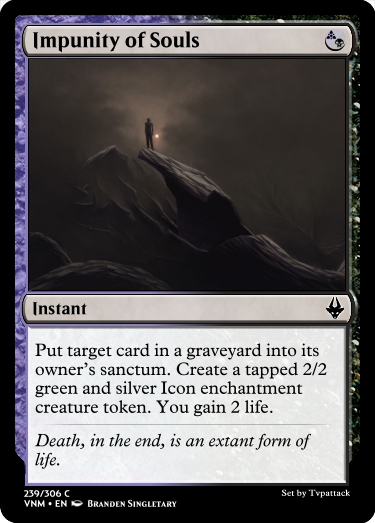 Impunity of Souls
Instant
Put target card in a graveyard into its
owner's sanctum. Create a tapped 2/2
green and silver Icon enchantment
creature token. You gain 2 life.
Death, in the end, is an extant form of
life.
239/306 C
VNM • EN Branden Singletary
Set by Tvpattack